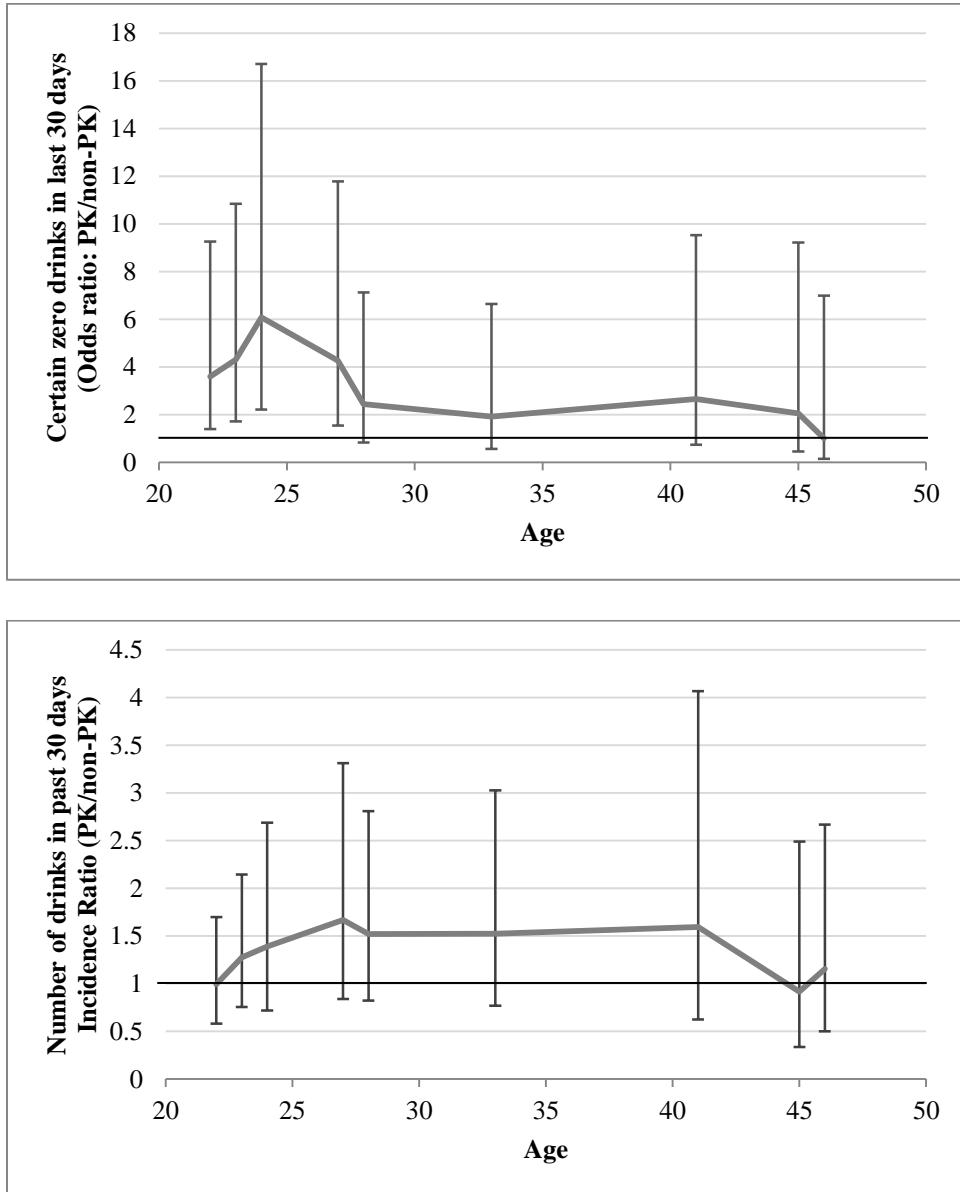 Certain zero drinks in last 30 days
(Odds ratio: PK/non-PK)
18
16
14
12
10
8
6
4
2
0
20 25 30 35 40 45 50
Age
Number of drinks in past 30 days
Incidence Ratio (PK/non-PK)
4.5
4
3.5
3
2.5
2
1.5
1
0.5
0
20 25 30 35 40 45 50
Age